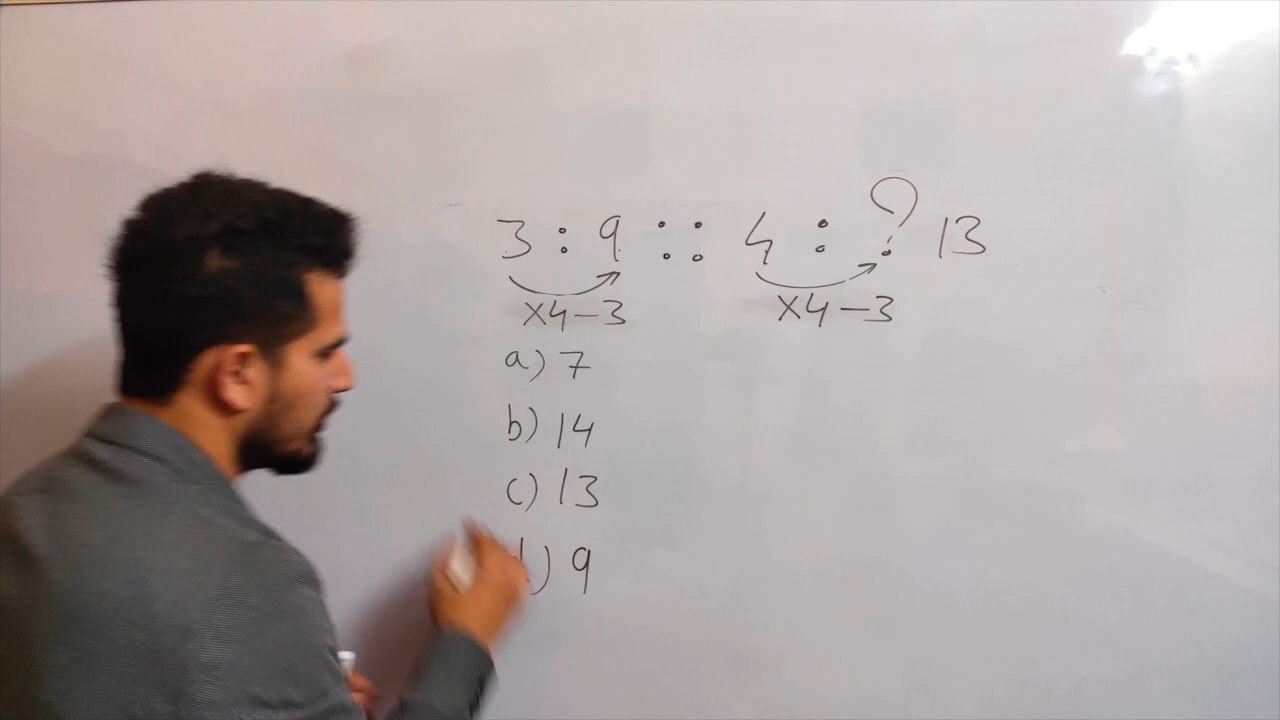 3 : 9 :: 4 : ? 13
×4-3 ×4-3
a) 7
b) 14
c) 13
d) 9